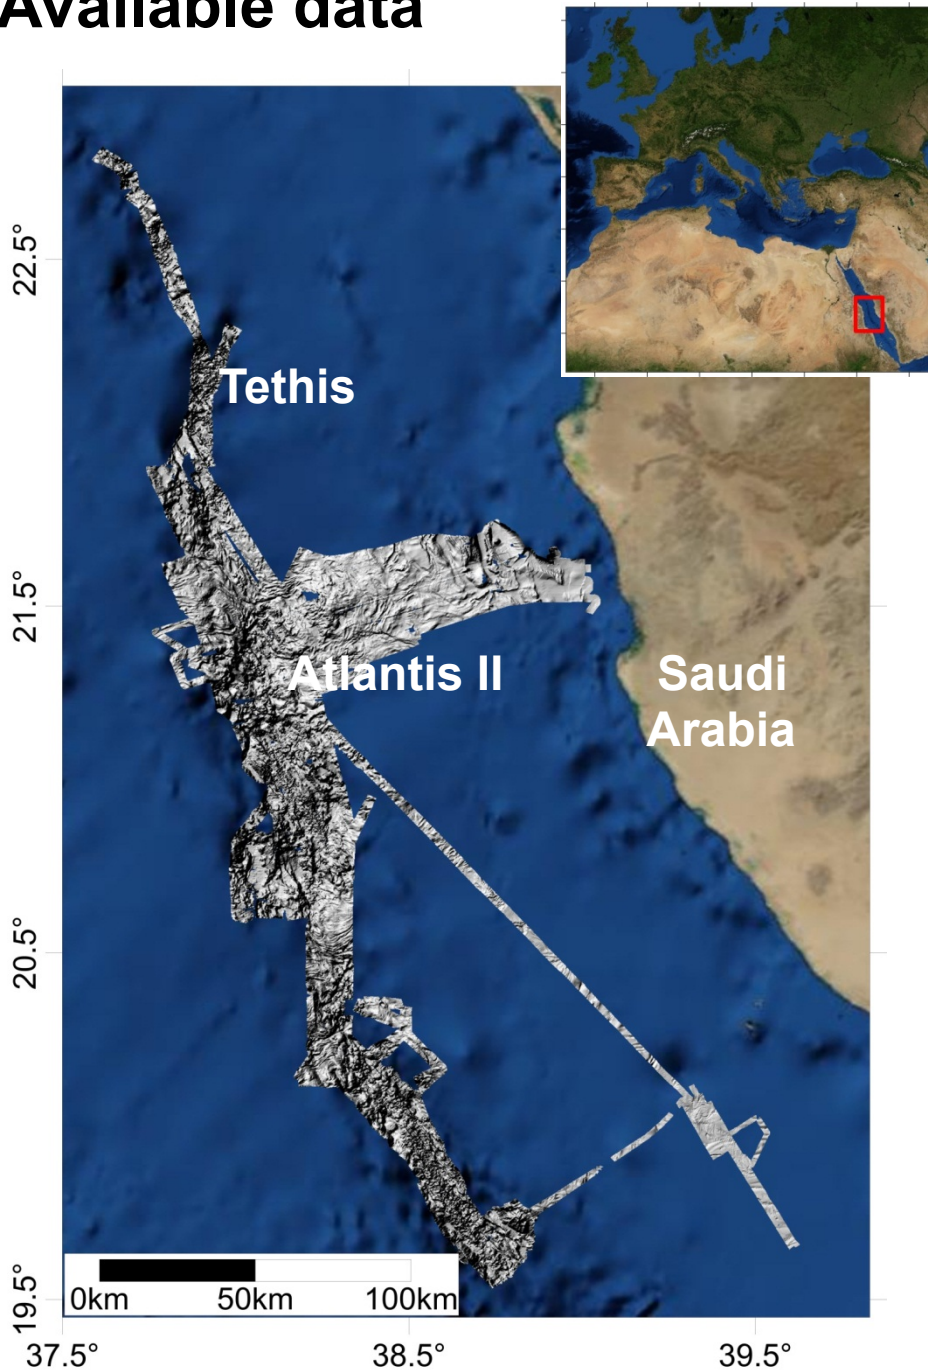 Available data
22.5°
Tethis
21.5°
Atlantis II
Saudi
Arabia
20.5°
19.5°
0km 50km 100km
37.5° 38.5° 39.5°